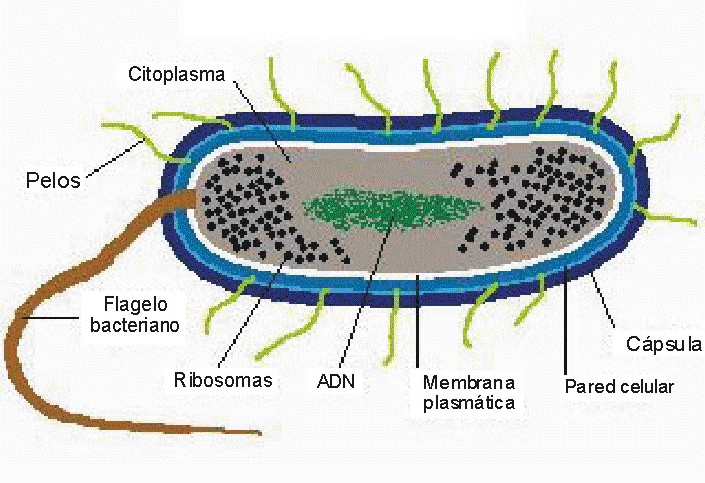 Citoplasma
Pelos
Flagelo
bacteriano
Ribosomas
ADN
Membrana
plasmática
Pared celular
Cápsula